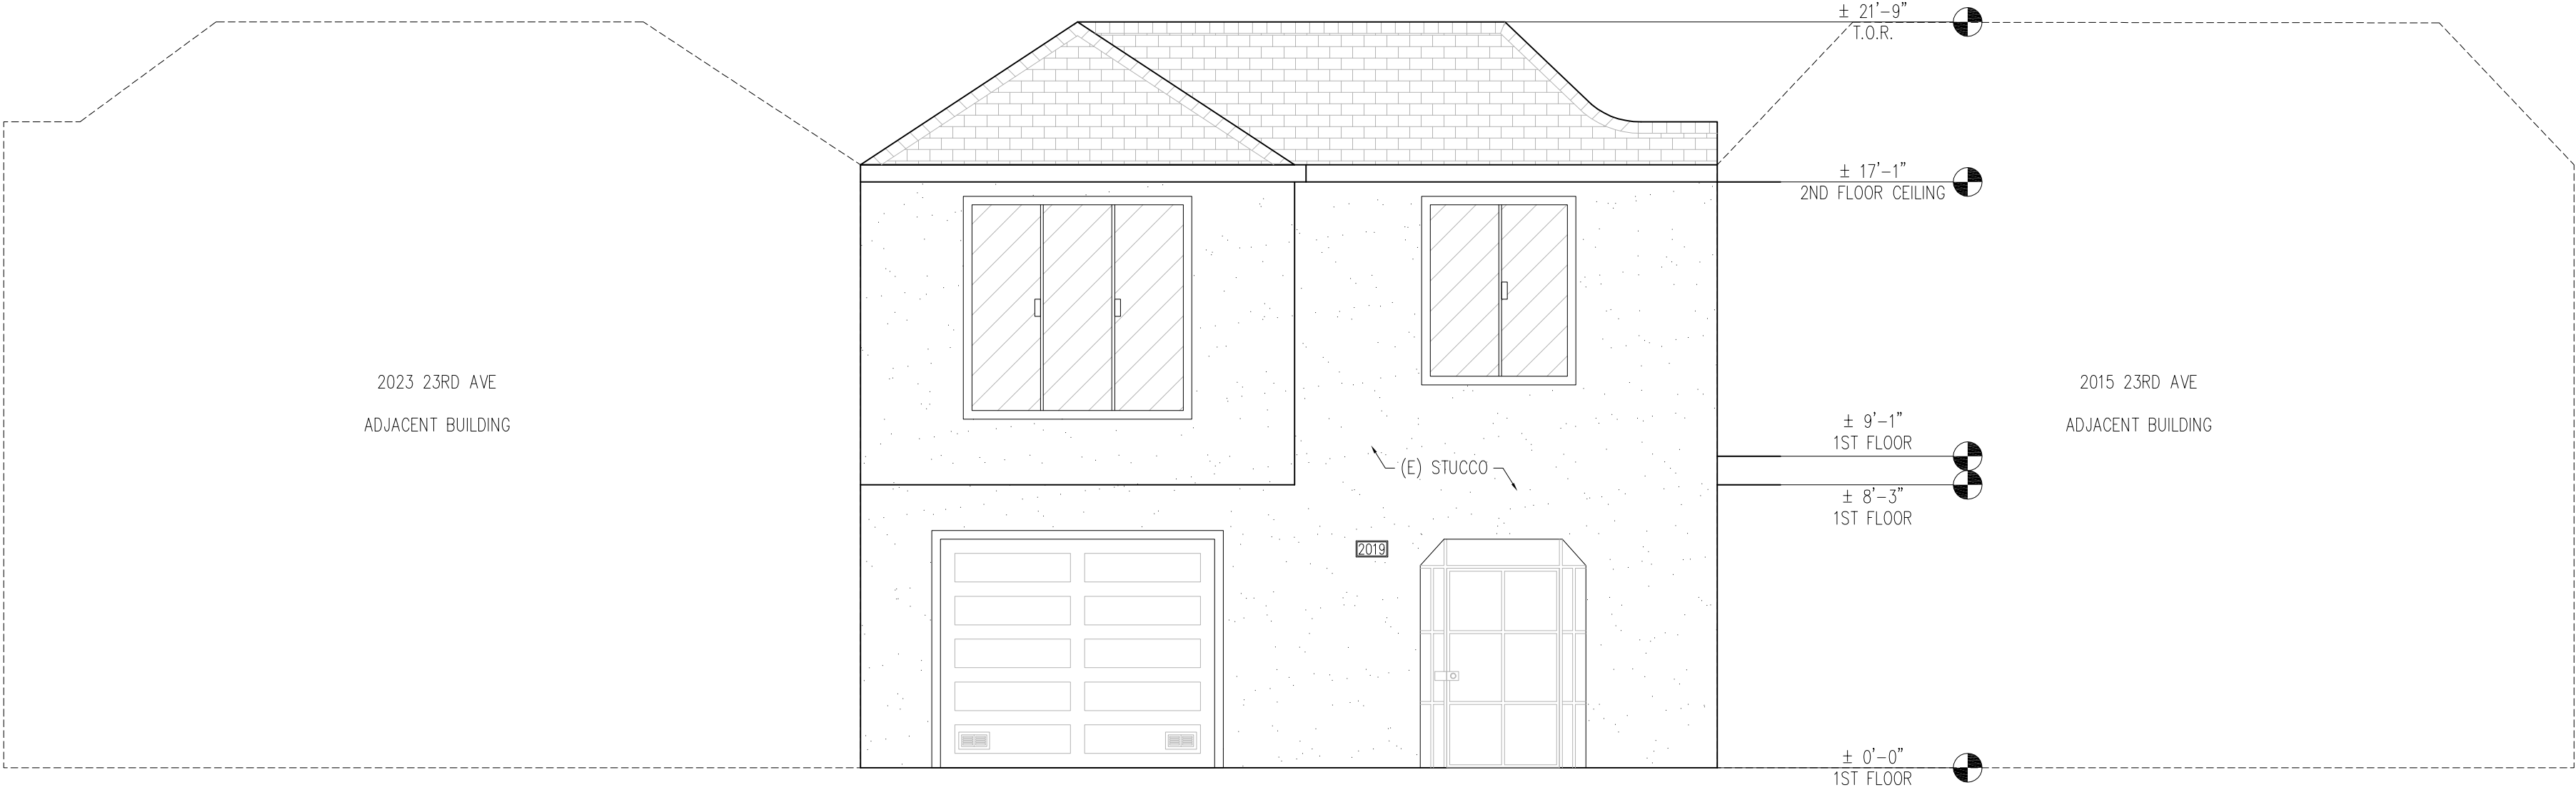 ± 21'-9"
T.O.R.
± 17'-1"
2ND FLOOR CEILING
2023 23RD AVE
ADJACENT BUILDING
2015 23RD AVE
ADJACENT BUILDING
± 9'-1"
1ST FLOOR
(E) STUCCO
± 8'-3"
1ST FLOOR
2019
± 0'-0"
1ST FLOOR